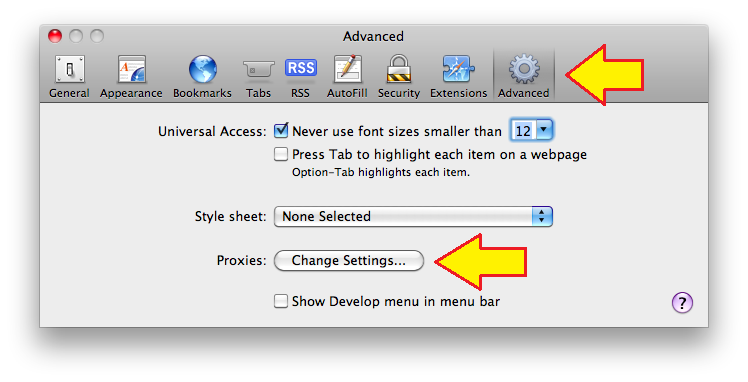 Advanced
RSS
General Appearance Bookmarks Tabs RSS AutoFill Security Extensions Advanced
Universal Access: Never use font sizes smaller than 12
Press Tab to highlight each item on a webpage
Option-Tab highlights each item.
Style sheet: None Selected
Proxies: Change Settings...
Show Develop menu in menu bar ?